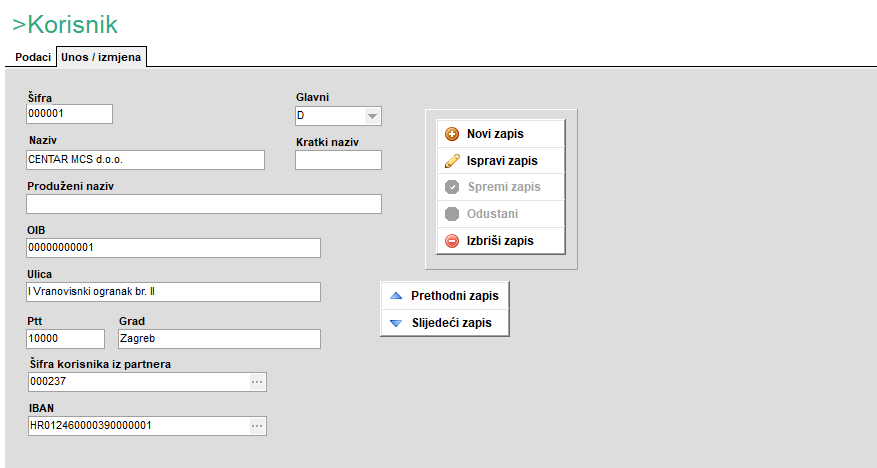 >Korisnik
Podaci
Unos / izmjena
Šifra
000001
Glavni
D
Naziv
CENTAR MCS d.o.o.
Kratki naziv
Produženi naziv
OIB
00000000001
Ulica
I Vranovisnki ogranak br. II
Ptt
10000
Grad
Zagreb
Šifra korisnika iz partnera
000237
...
IBAN
HR012460000390000001
...
Novi zapis
Ispravi zapis
Spremi zapis
Odustani
Izbriši zapis
Prethodni zapis
Slijedeći zapis